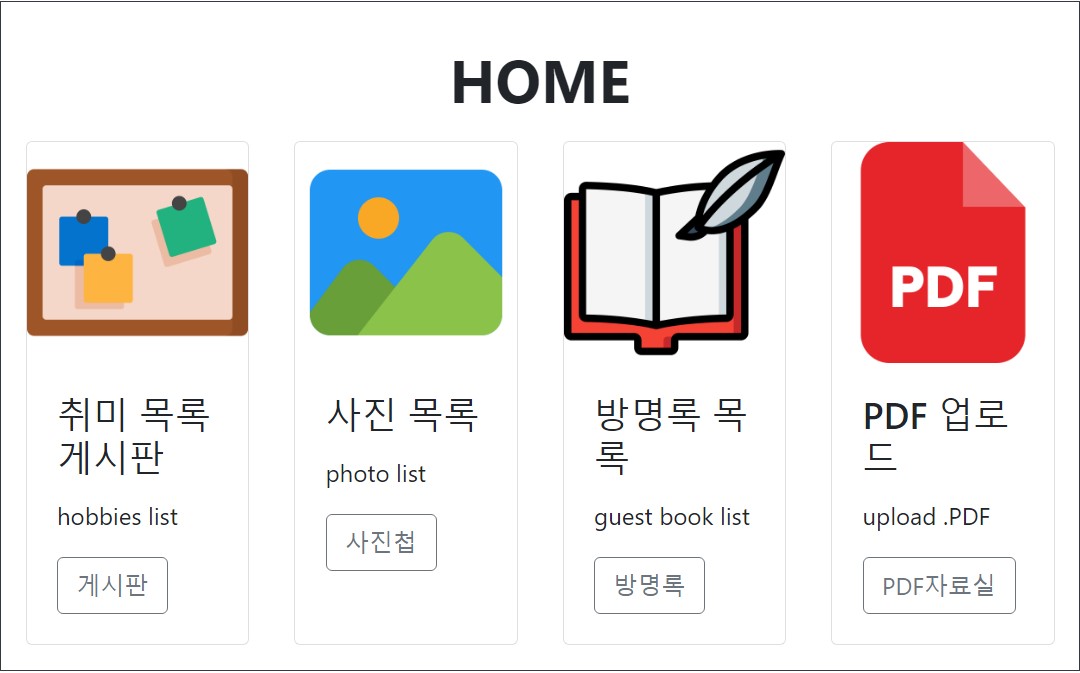 HOME
PDF
취미 목록
게시판
hobbies list
게시판
사진 목록
photo list
사진첩
방명록 목
록
guest book list
방명록
PDF 업로
드
upload .PDF
PDF자료실